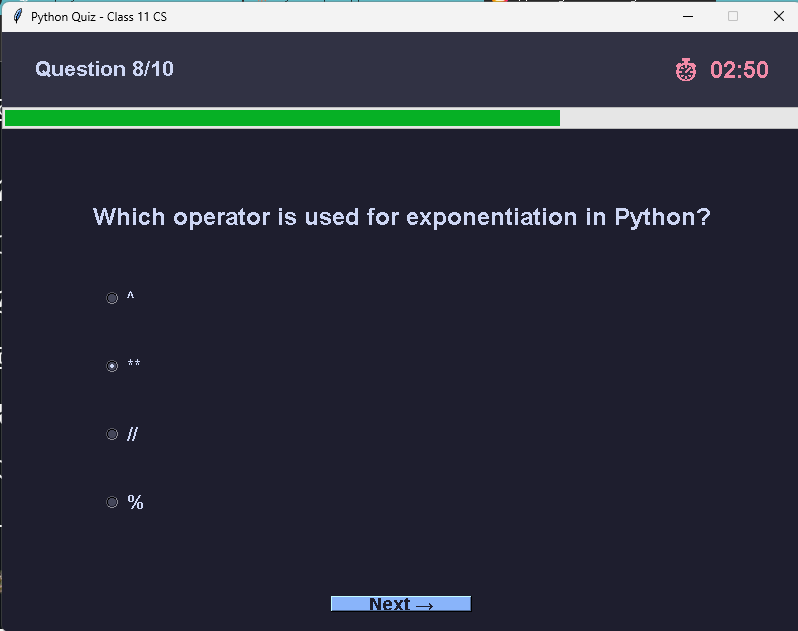 Python Quiz - Class 11 CS
Question 8/10
02:50
Which operator is used for exponentiation in Python?
^
**
//
%
Next →